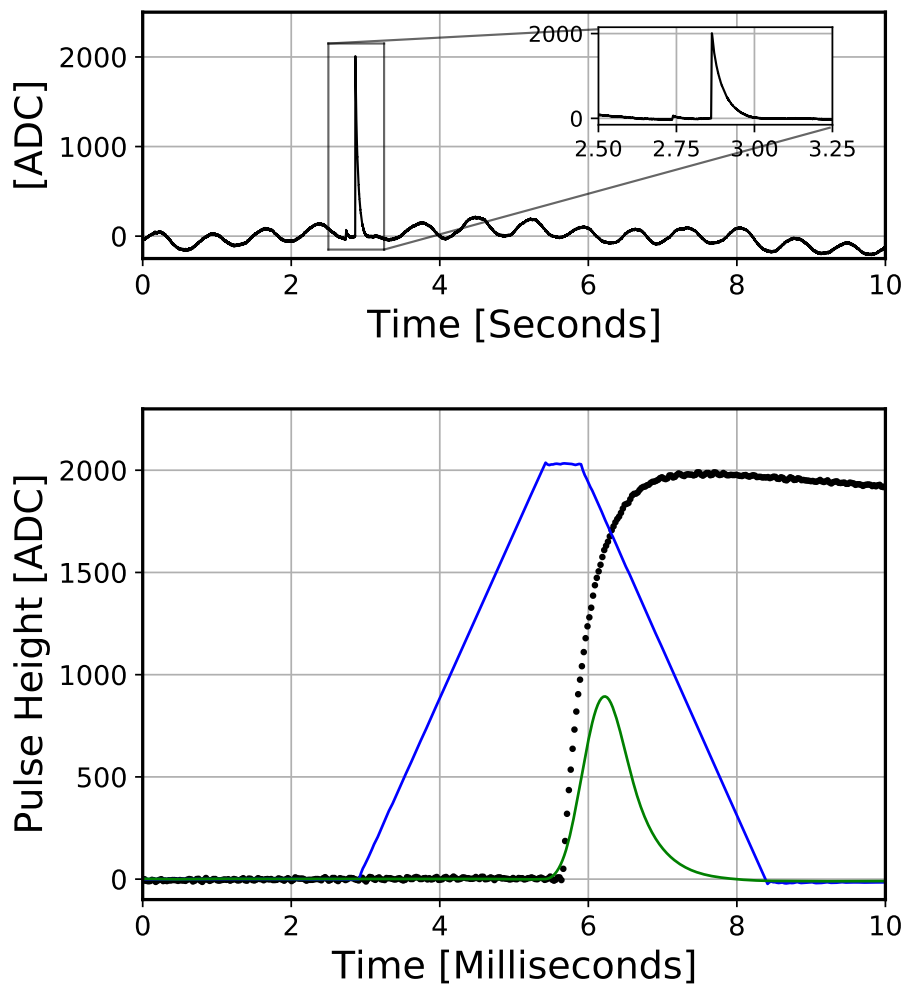 [ADC]
2000
1000
0
2000
0
2.50 2.75 3.00 3.25
0 2 4 6 8 10
Time [Seconds]
Pulse Height [ADC]
2000
1500
1000
500
0
0 2 4 6 8 10
Time [Milliseconds]